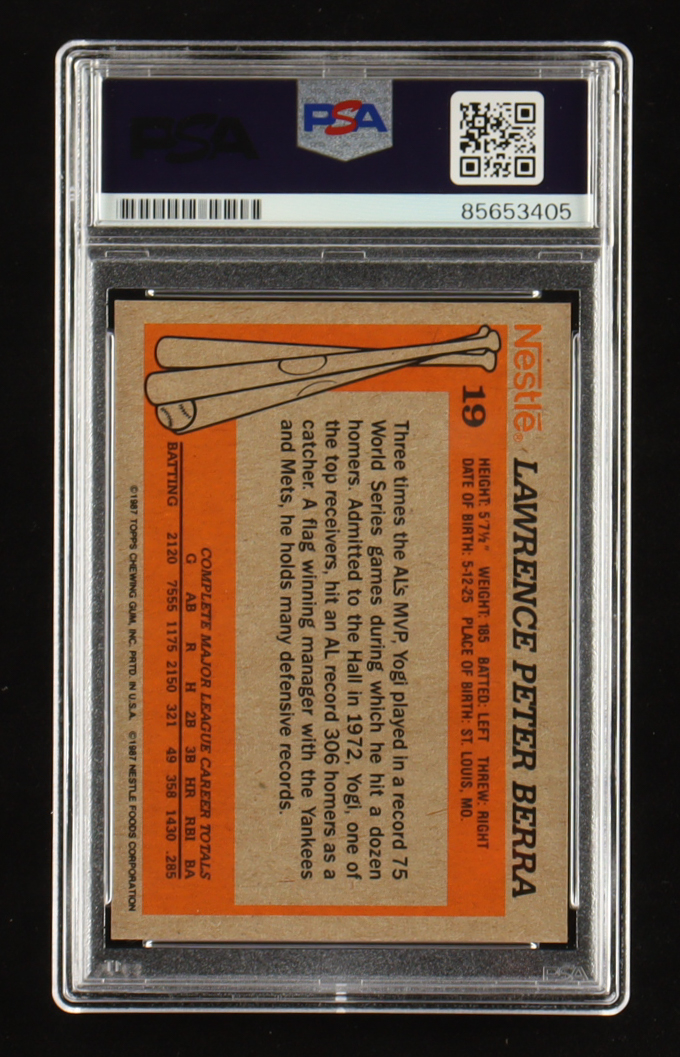 PSA
PSA
85653405
Nestlé®
LAWRENCE PETER BERRA
19
HEIGHT: 5'7½" WEIGHT: 185 BATTED: LEFT THREW: RIGHT
DATE OF BIRTH: 5-12-25 PLACE OF BIRTH: ST. LOUIS, MO.
Three times the AL's MVP, Yogi played in a record 75
World Series games during which he hit a dozen
homers. Admitted to the Hall in 1972, Yogi, one of
the top receivers, hit an AL record 306 homers as a
catcher. A flag winning manager with the Yankees
and Mets, he holds many defensive records.
COMPLETE MAJOR LEAGUE CAREER TOTALS
G AB R H 2B 3B HR RBI BA
BATTING 2120 7555 1175 2150 321 49 358 1430 .285
©1987 TOPPS CHEWING GUM, INC. PRTD. IN U.S.A. ©1987 NESTLE FOODS CORPORATION
PSA